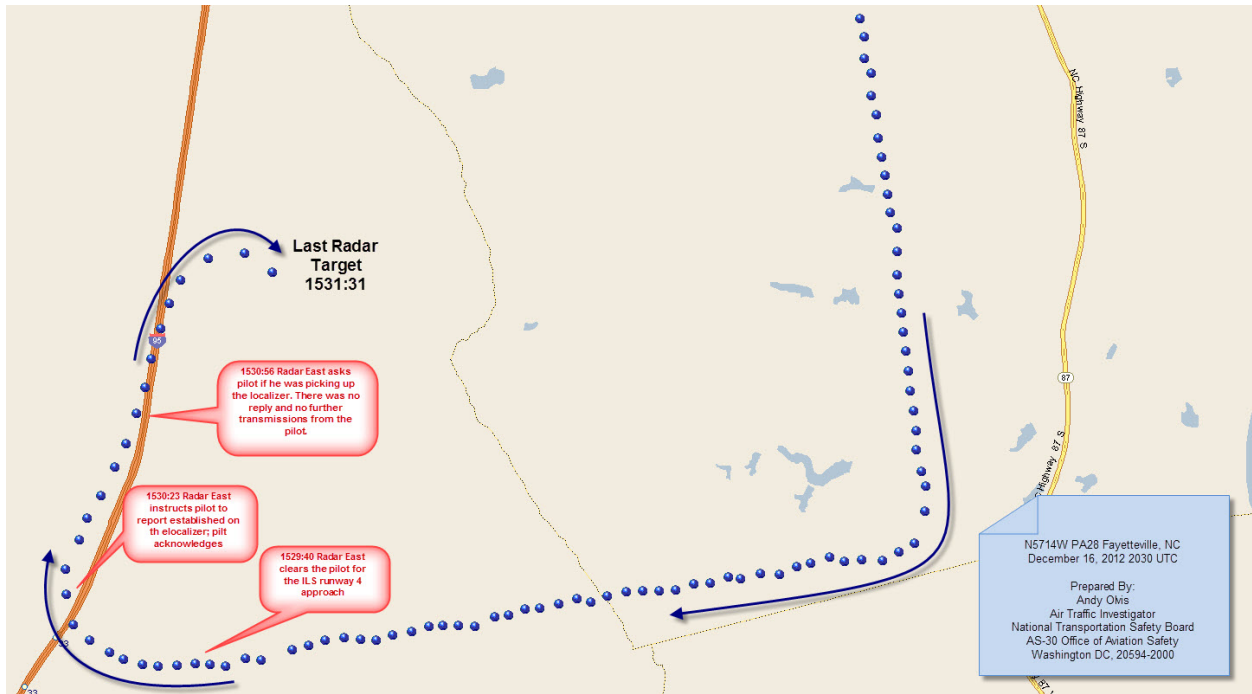 NC Highway 87 S
Last Radar
Target
1531:31
95
1530:56 Radar East asks
pilot if he was picking up
the localizer. There was no
reply and no further
transmissions from the
pilot.
87
Highway 87 S
1530:23 Radar East
instructs pilot to
report established on
th elocalizer; pilt
acknowledges
1529:40 Radar East
clears the pilot for
the ILS runway 4
approach
N5714W PA28 Fayetteville, NC
December 16, 2012 2030 UTC
Prepared By:
Andy Olvis
Air Traffic Investigator
National Transportation Safety Board
AS-30 Office of Aviation Safety
Washington DC, 20594-2000
33
33
87